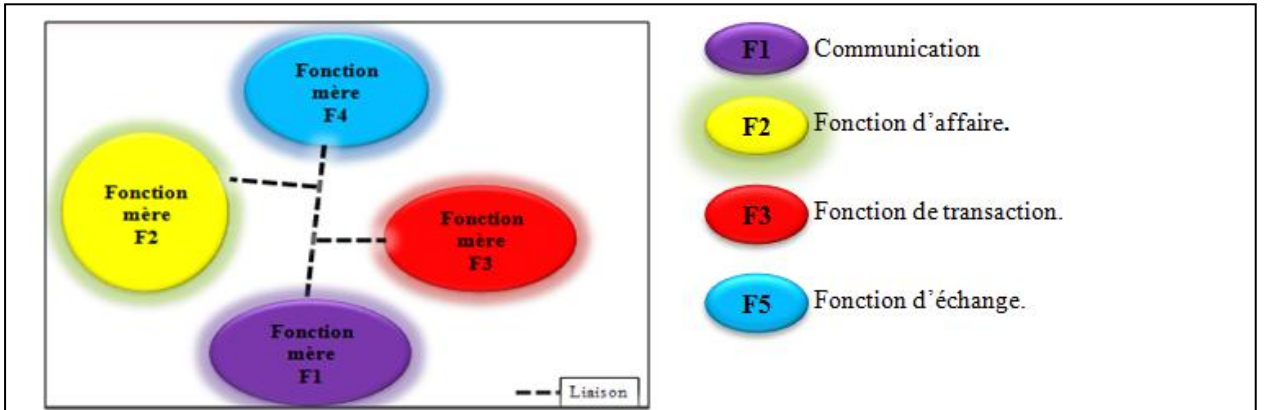 Fonction
mère
F4
Fonction
mère
F2
Fonction
mère
F3
Fonction
mère
F1
Liaison
F1 Communication
F2 Fonction d’affaire.
F3 Fonction de transaction.
F5 Fonction d’échange.